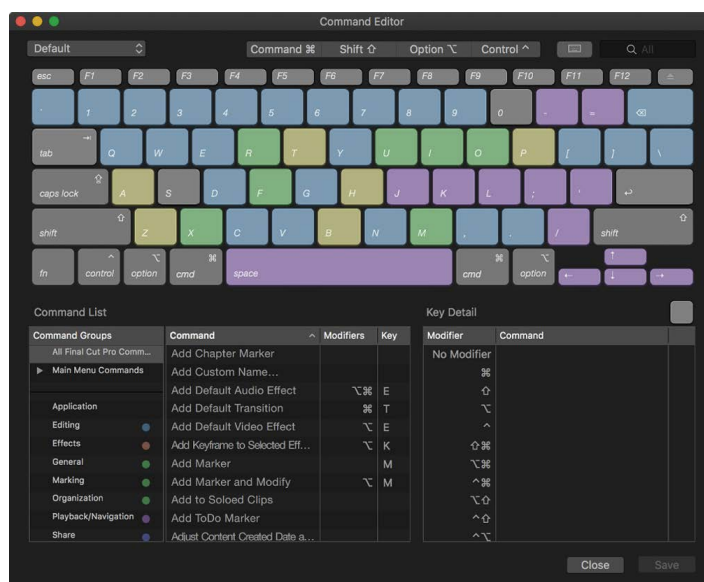 Command Editor
Default Command ⌘ Shift ⇧ Option ⌥ Control ^ All
esc F1 F2 F3 F4 F5 F6 F7 F8 F9 F10 F11 F12
` 1 2 3 4 5 6 7 8 9 0 - = ⌫
tab ⇥ Q W E R T Y U I O P [ ] \
caps lock ⇪ A S D F G H J K L ; ' ↩
shift ⇧ Z X C V B N M , . / shift ⇧
fn control ^ option ⌥ cmd ⌘ space cmd ⌘ option ⌥ ← ↑ ↓ →
Command List Key Detail
Command Groups Command Modifiers Key Modifier Command
All Final Cut Pro Comm... Add Chapter Marker No Modifier
Main Menu Commands Add Custom Name... ⌘
Add Default Audio Effect ⌥⌘ E ⇧
Application Add Default Transition ⌘ T ⌥
Editing Add Default Video Effect ⌥ E ^
Effects Add Keyframe to Selected Eff... ⌥ K ⇧⌘
General Add Marker M ⌥⌘
Marking Add Marker and Modify ⌥ M ^⌘
Organization Add to Soloed Clips ⌥⇧
Playback/Navigation Add ToDo Marker ^⇧
Share Adjust Content Created Date a... ^⌥
Close Save